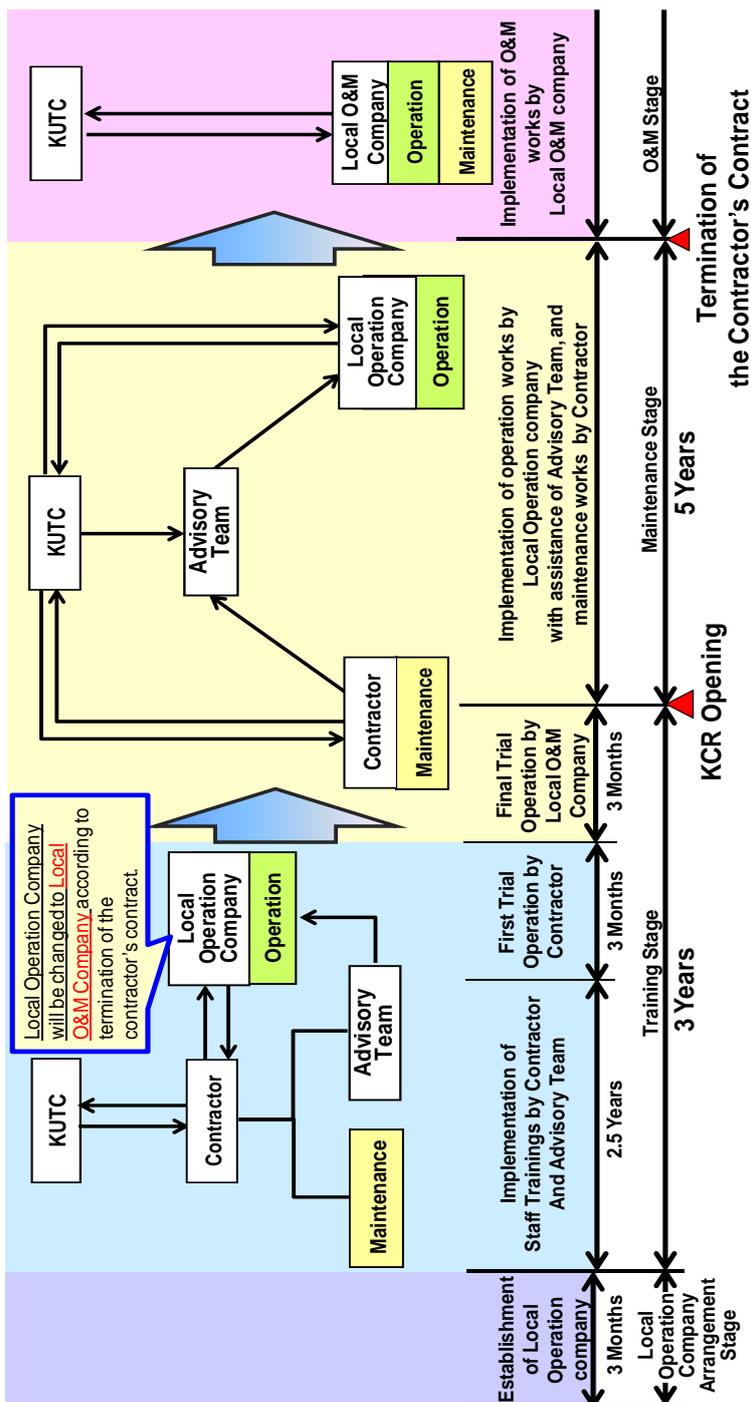 Local Operation Company
will be changed to Local
O&M Company according to
termination of the
contractor's contract.
KUTC
Contractor
Maintenance
Advisory
Team
Local
Operation
Company
Operation
KUTC
Advisory
Team
Contractor
Maintenance
Local
Operation
Company
Operation
KUTC
Local O&M
Company
Operation
Maintenance
Establishment
of Local
Operation
company
3 Months
Implementation of
Staff Trainings by Contractor
And Advisory Team
2.5 Years
First Trial
Operation by
Contractor
3 Months
Final Trial
Operation by
Local O&M
Company
3 Months
Implementation of operation works by
Local Operation company
with assistance of Advisory Team, and
maintenance works by Contractor
Implementation of O&M
works by
Local O&M company
Local
Operation
Company
Arrangement
Stage
Training Stage
3 Years
Maintenance Stage
5 Years
O&M Stage
KCR Opening
Termination of
the Contractor's Contract